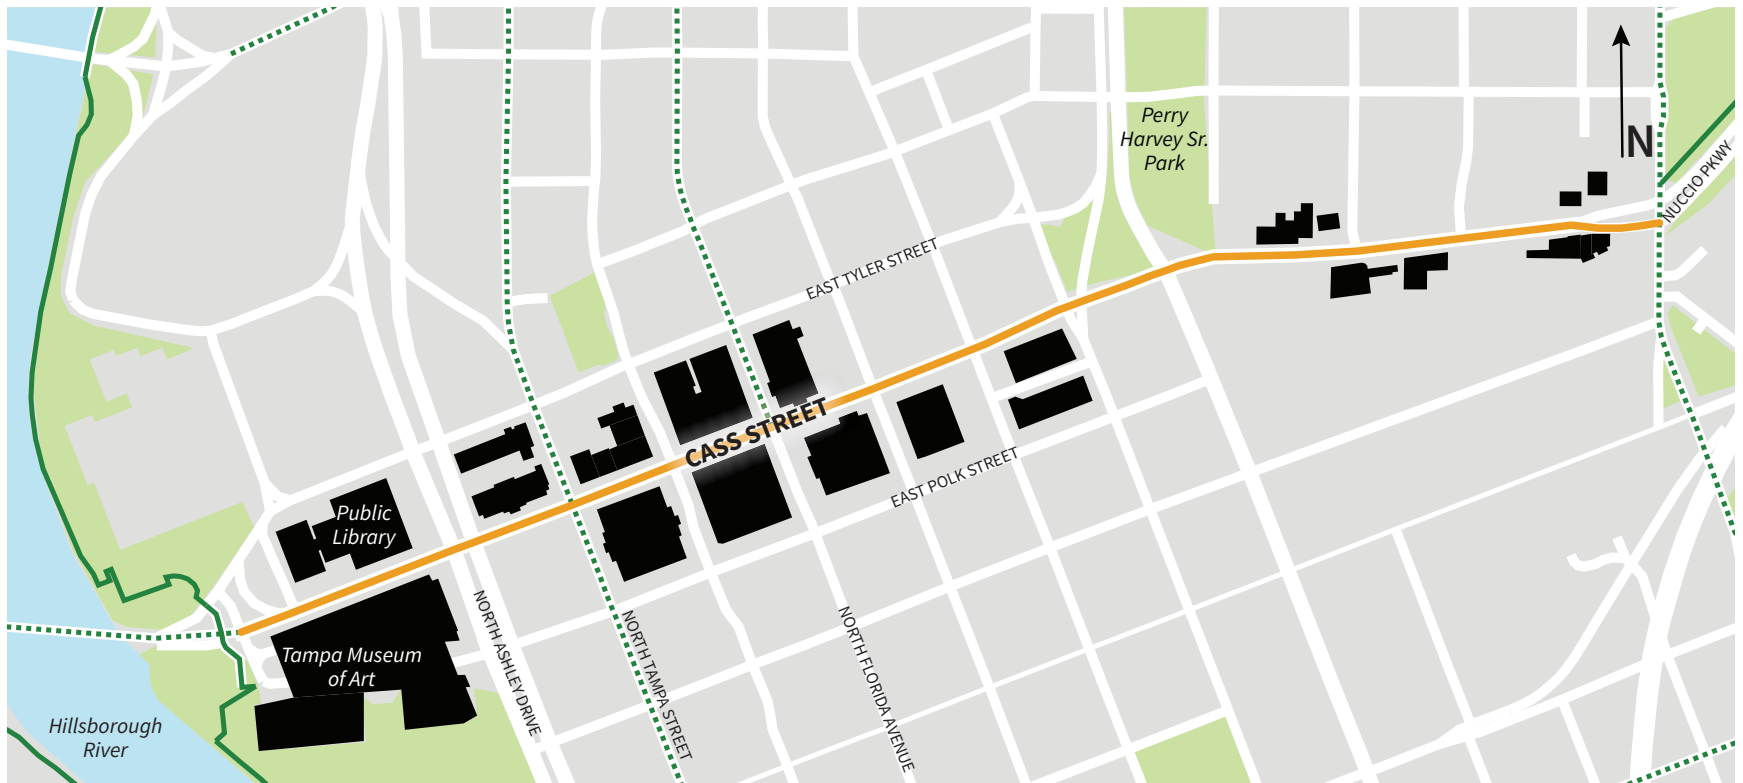 Perry
Harvey Sr.
Park
N
NUCCIO PKWY
EAST TYLER STREET
CASS STREET
EAST POLK STREET
Public
Library
NORTH ASHLEY DRIVE
NORTH TAMPA STREET
NORTH FLORIDA AVENUE
Tampa Museum
of Art
Hillsborough
River